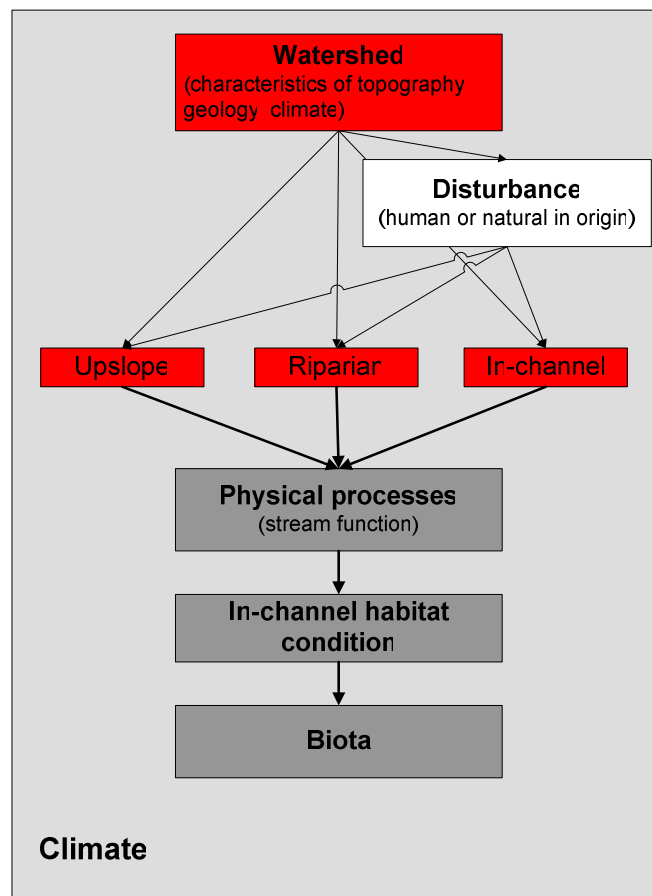 Watershed
(characteristics of topography
geology climate)
Disturbance
(human or natural in origin)
Upslope
Riparian
In-channel
Physical processes
(stream function)
In-channel habitat
condition
Biota
Climate